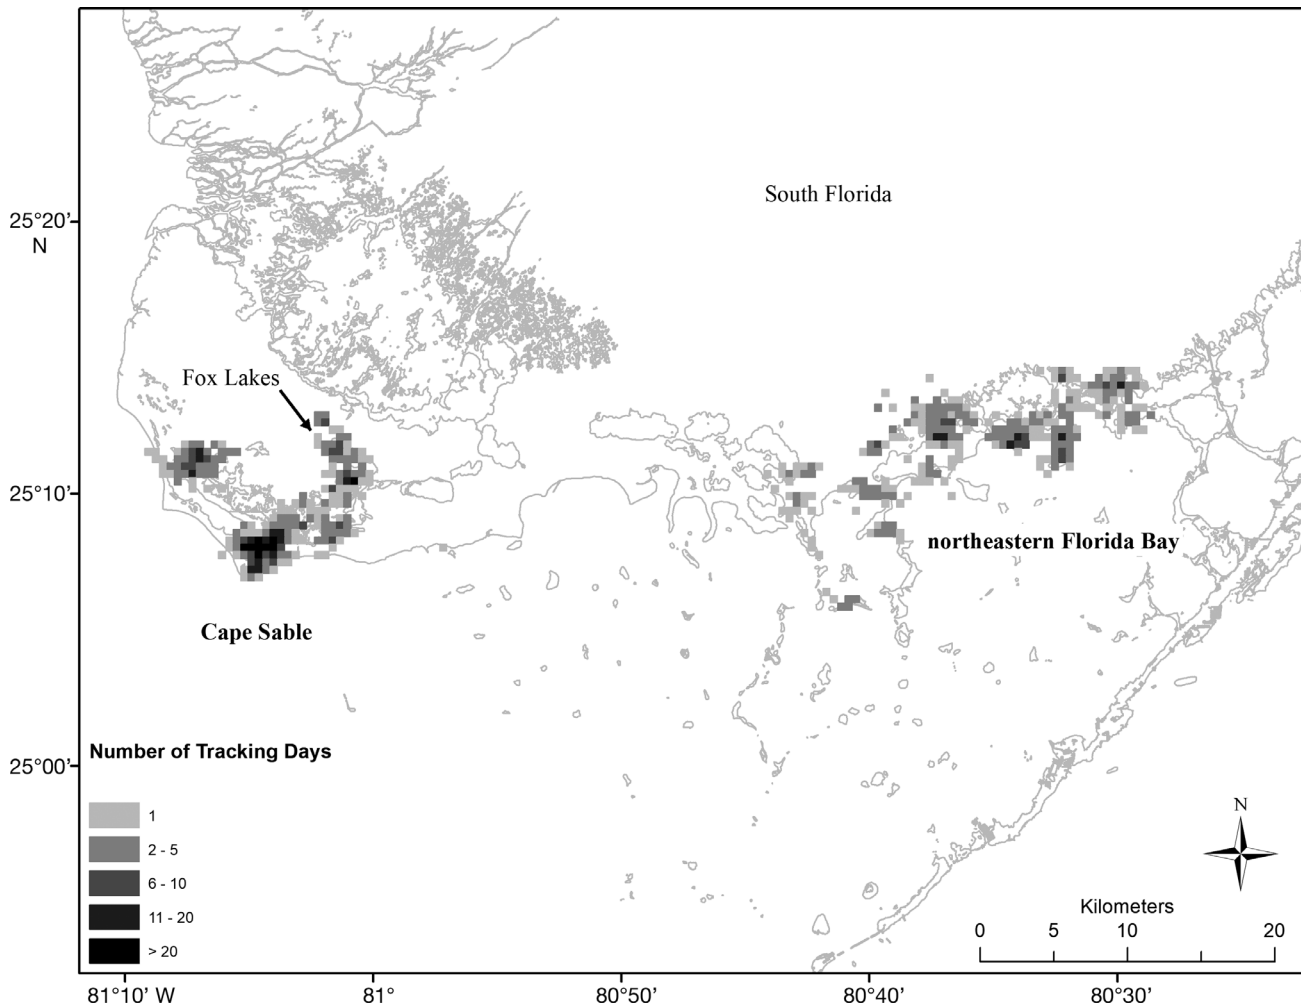 South Florida
25°20’
N
Fox Lakes
25°10’
northeastern Florida Bay
Cape Sable
Number of Tracking Days
25°00’
1
2 - 5
6 - 10
11 - 20
> 20
N
Kilometers
0 5 10 20
81°10’ W 81° 80°50’ 80°40’ 80°30’